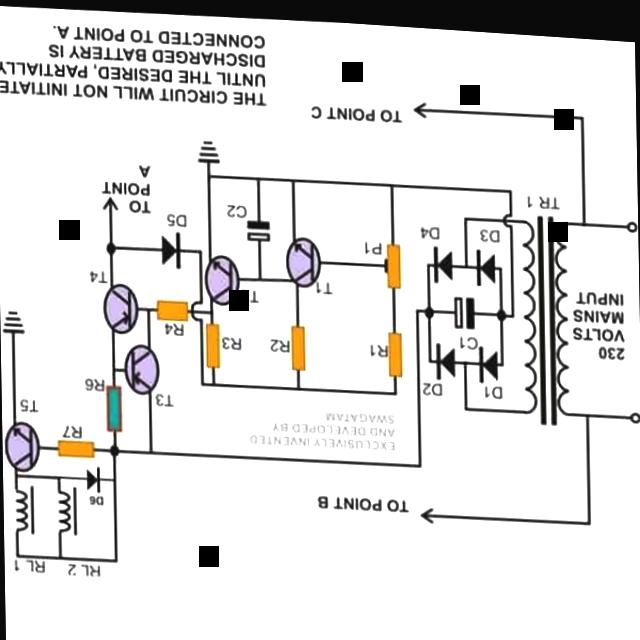 RL 1
RL 2
D6
T5
R7
R6
T3
T4
R4
R3
R2
R1
D2
D1
C1
D4
D3
P1
T1
C2
D5
TR 1
230
VOLTS
MAINS
INPUT
TO POINT B
TO POINT C
TO
POINT
A
EXCLUSIVELY INVENTED
AND DEVELOPED BY
SWAGATAM
THE CIRCUIT WILL NOT INITIATE
UNTIL THE DESIRED, PARTIALLY
DISCHARGED BATTERY IS
CONNECTED TO POINT A.